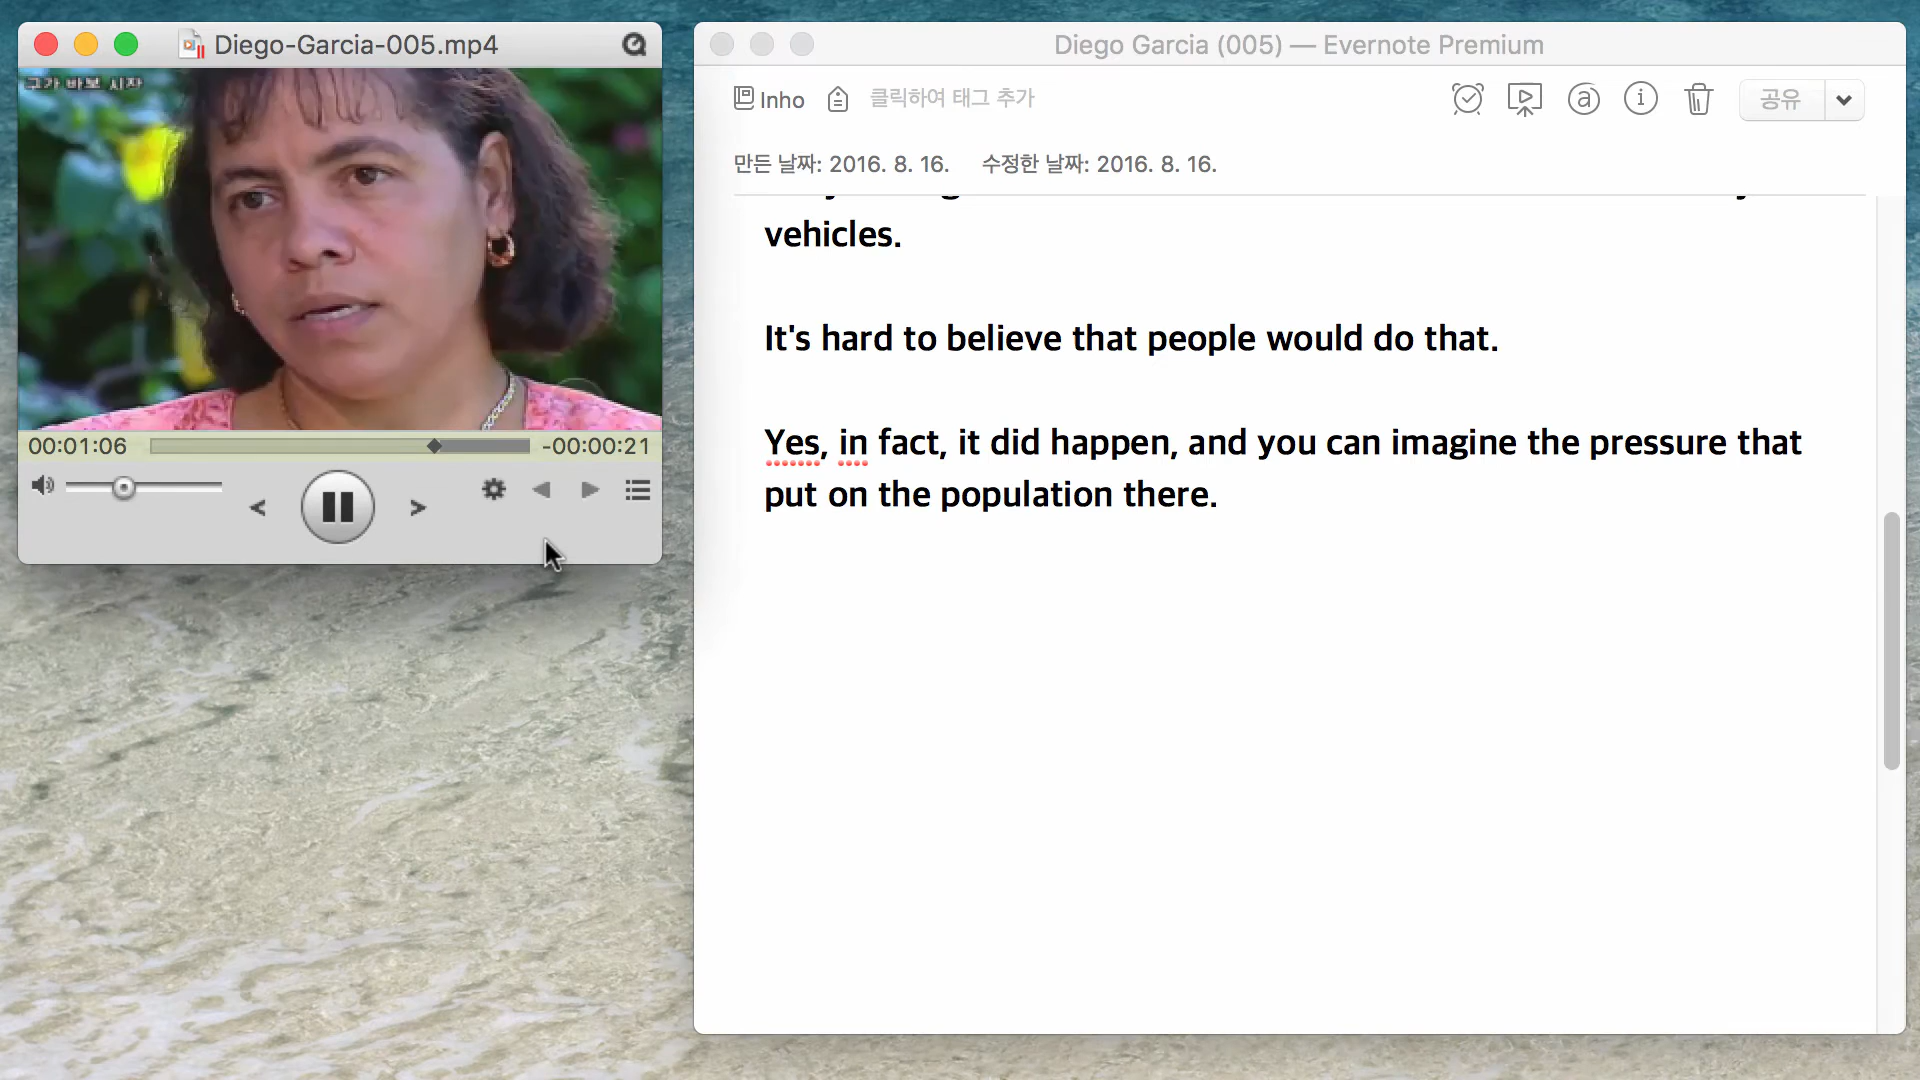 Diego-Garcia-005.mp4
00:01:06
-00:00:21
Diego Garcia (005) — Evernote Premium
Inho
클릭하여 태그 추가
공유
만든 날짜: 2016. 8. 16.
수정한 날짜: 2016. 8. 16.
vehicles.
It's hard to believe that people would do that.
Yes, in fact, it did happen, and you can imagine the pressure that
put on the population there.